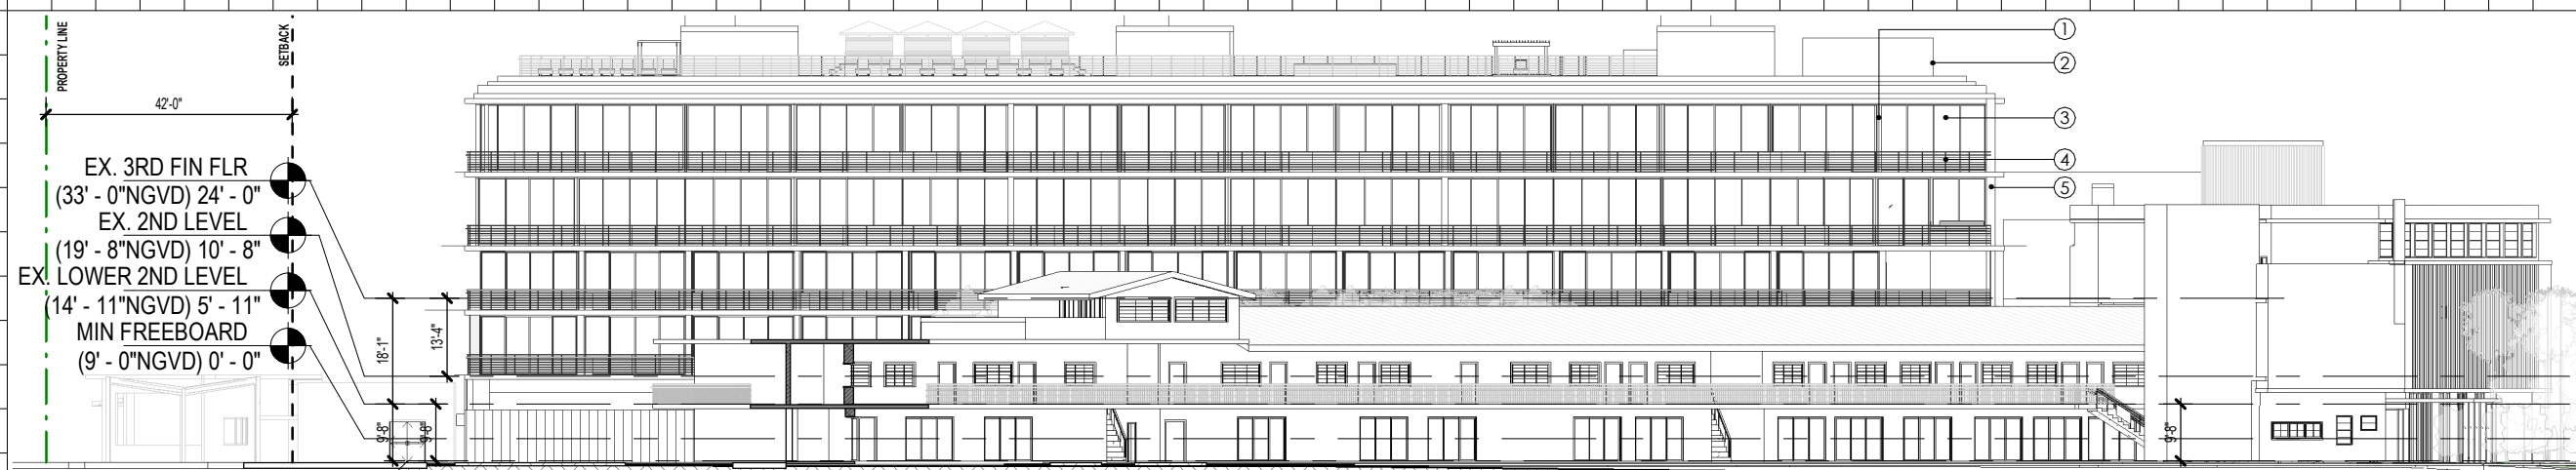 PROPERTY LINE
SETBACK
42'-0"
EX. 3RD FIN FLR
(33' - 0"NGVD) 24' - 0"
EX. 2ND LEVEL
(19' - 8"NGVD) 10' - 8"
EX. LOWER 2ND LEVEL
(14' - 11"NGVD) 5' - 11"
MIN FREEBOARD
(9' - 0"NGVD) 0' - 0"
18'-1"
13'-4"
9'-8"
9'-8"
9'-8"
1
2
3
4
5